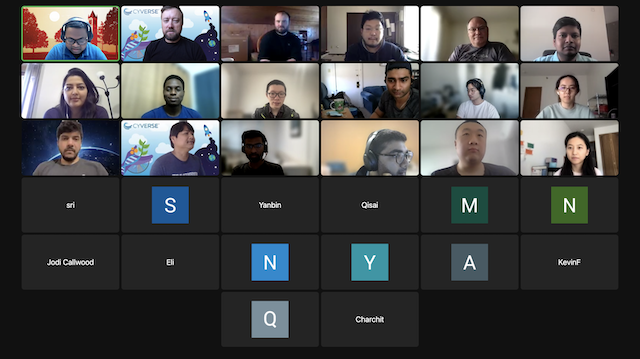 CYVERSE
CYVERSE
sri
S
Yanbin
Qisai
M
N
Jodi Callwood
Eli
N
Y
A
KevinF
Q
Charchit